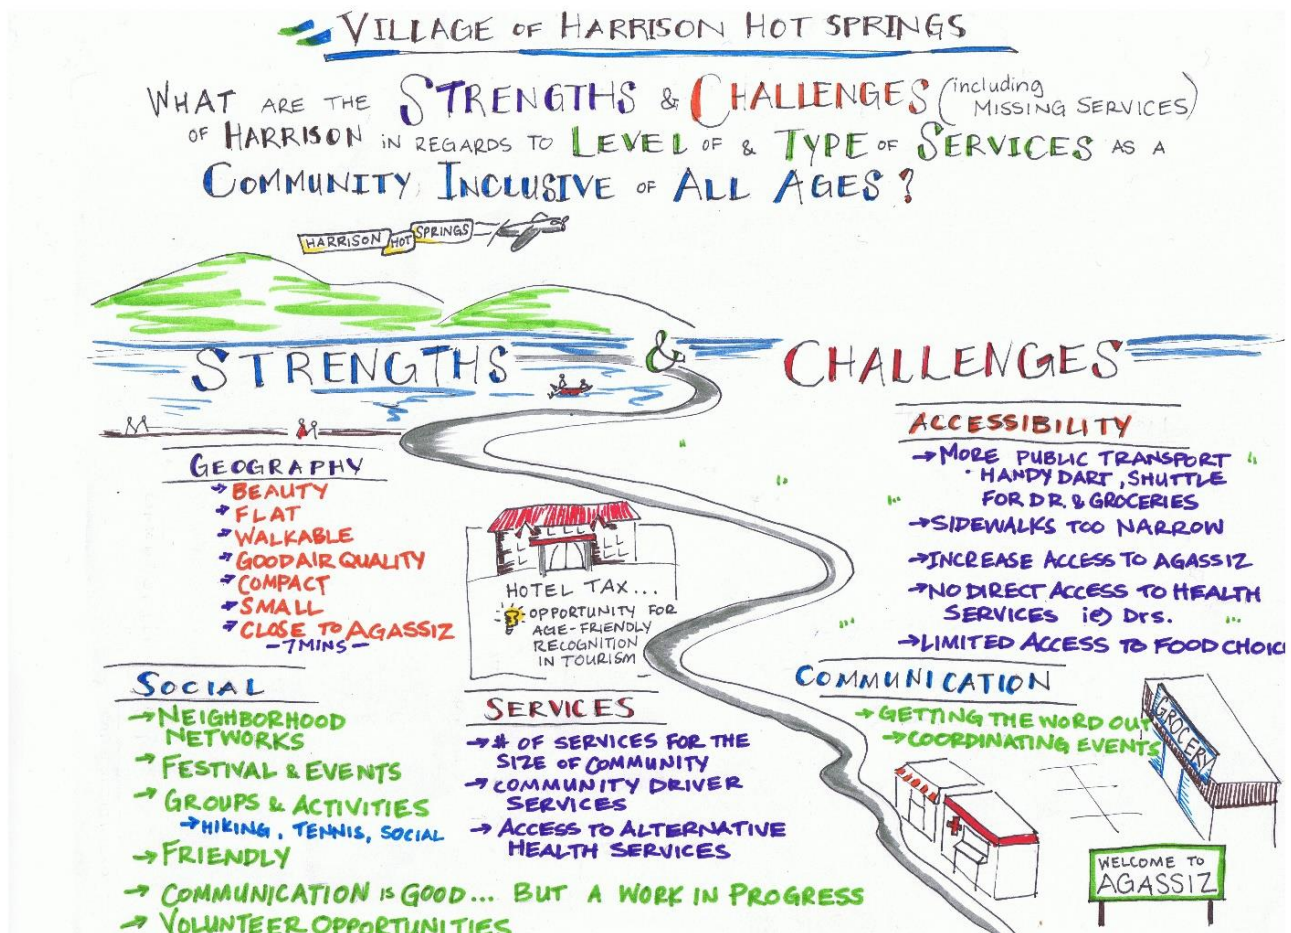 VILLAGE OF HARRISON HOT SPRINGS
WHAT ARE THE STRENGTHS & CHALLENGES (including MISSING SERVICES)
OF HARRISON IN REGARDS TO LEVEL OF & TYPE OF SERVICES AS A
COMMUNITY INCLUSIVE OF ALL AGES?
HARRISON HOT SPRINGS
STRENGTHS & CHALLENGES
GEOGRAPHY
→ BEAUTY
→ FLAT
→ WALKABLE
→ GOOD AIR QUALITY
→ COMPACT
→ SMALL
→ CLOSE TO AGASSIZ
- 7 MINS -
HOTEL TAX...
OPPORTUNITY FOR
AGE-FRIENDLY
RECOGNITION
IN TOURISM
ACCESSIBILITY
→ MORE PUBLIC TRANSPORT
· HANDY DART, SHUTTLE
FOR DR. & GROCERIES
→ SIDEWALKS TOO NARROW
→ INCREASE ACCESS TO AGASSIZ
→ NO DIRECT ACCESS TO HEALTH
SERVICES ie) Drs.
→ LIMITED ACCESS TO FOOD CHOIC
SOCIAL
→ NEIGHBORHOOD
NETWORKS
→ FESTIVAL & EVENTS
→ GROUPS & ACTIVITIES
→ HIKING, TENNIS, SOCIAL
→ FRIENDLY
→ COMMUNICATION IS GOOD... BUT A WORK IN PROGRESS
→ VOLUNTEER OPPORTUNITIES
SERVICES
→ # OF SERVICES FOR THE
SIZE OF COMMUNITY
→ COMMUNITY DRIVER
SERVICES
→ ACCESS TO ALTERNATIVE
HEALTH SERVICES
COMMUNICATION
→ GETTING THE WORD OUT
→ COORDINATING EVENTS
GROCERY
WELCOME TO
AGASSIZ